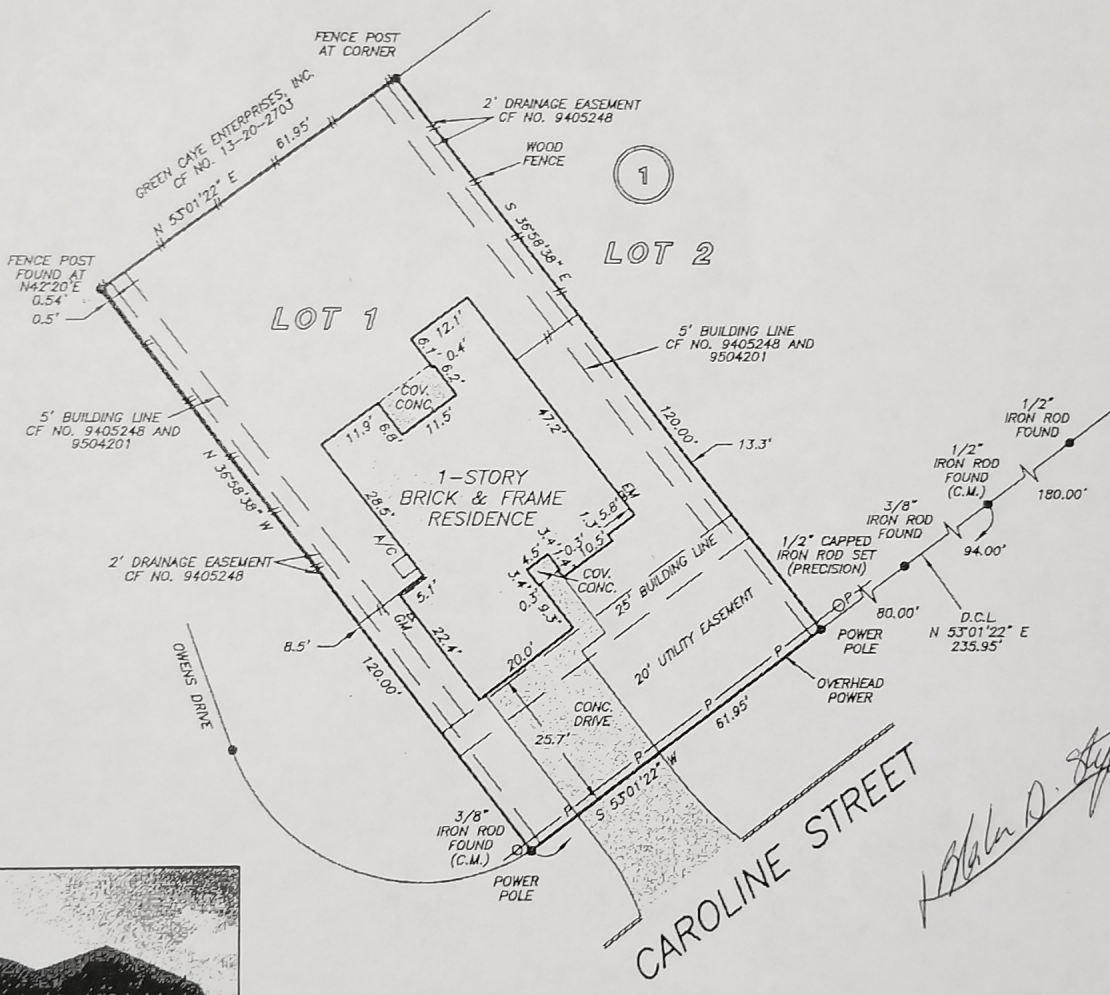 FENCE POST
AT CORNER
GREEN CAYE ENTERPRISES, INC.
CF NO. 13-20-2703
61.95'
N 53°01'22" E
2' DRAINAGE EASEMENT
CF NO. 9405248
WOOD
FENCE
1
S 36°58'38" E
LOT 2
FENCE POST
FOUND AT
N42°20'E
0.54'
0.5'
LOT 1
12.1'
6.1'
0.4'
6.2'
COV.
CONC.
11.9'
6.8'
11.5'
5' BUILDING LINE
CF NO. 9405248 AND
9504201
5' BUILDING LINE
CF NO. 9405248 AND
9504201
47.2'
120.00'
13.3'
1-STORY
BRICK & FRAME
RESIDENCE
28.5'
A/C
N 36°58'38" W
1/2"
IRON ROD
FOUND
1/2"
IRON ROD
FOUND
(C.M.)
180.00'
3/8"
IRON ROD
FOUND
94.00'
1/2" CAPPED
IRON ROD SET
(PRECISION)
P
80.00'
D.C.L
N 53°01'22" E
235.95'
EM
5.8'
10.5'
0.3'
3.4'
4.5'
3.4'
0.3'
9.3'
COV.
CONC.
2' DRAINAGE EASEMENT
CF NO. 9405248
5.1'
GM
22.4'
8.5'
120.00'
20.0'
25' BUILDING LINE
20' UTILITY EASEMENT
POWER
POLE
OVERHEAD
POWER
P
P
P
P
61.95'
CONC.
DRIVE
25.7'
S 53°01'22" W
OWENS DRIVE
3/8"
IRON ROD
FOUND
(C.M.)
POWER
POLE
CAROLINE STREET